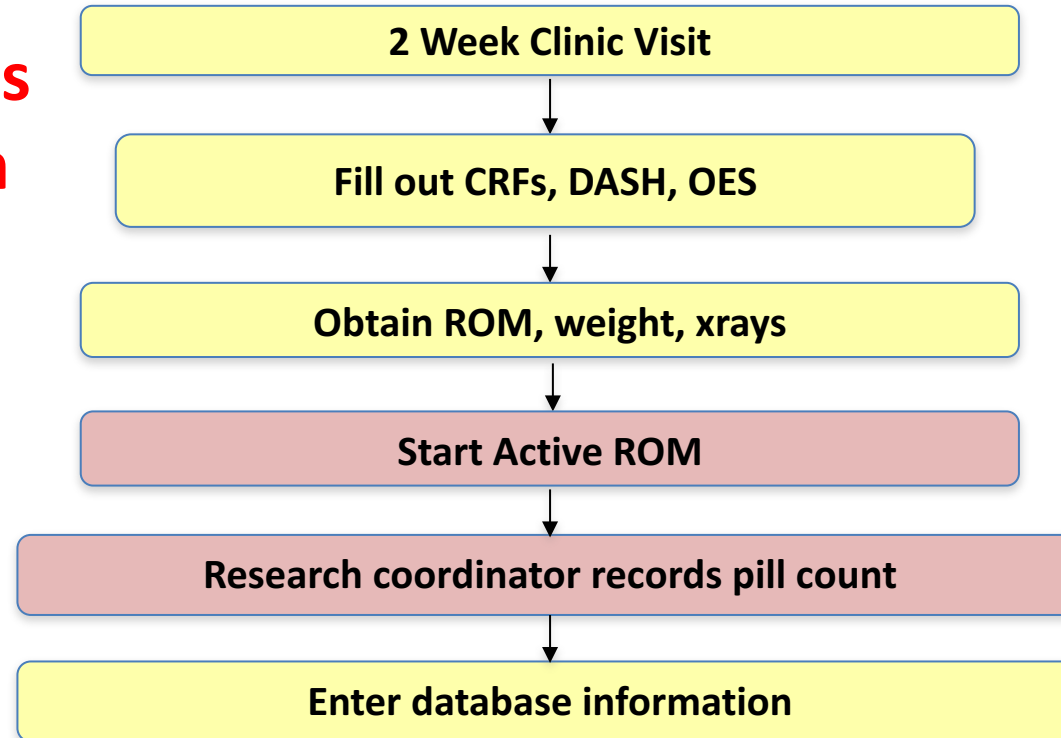 2 Week Clinic Visit
Fill out CRFs, DASH, OES
Obtain ROM, weight, xrays
Start Active ROM
Research coordinator records pill count
Enter database information